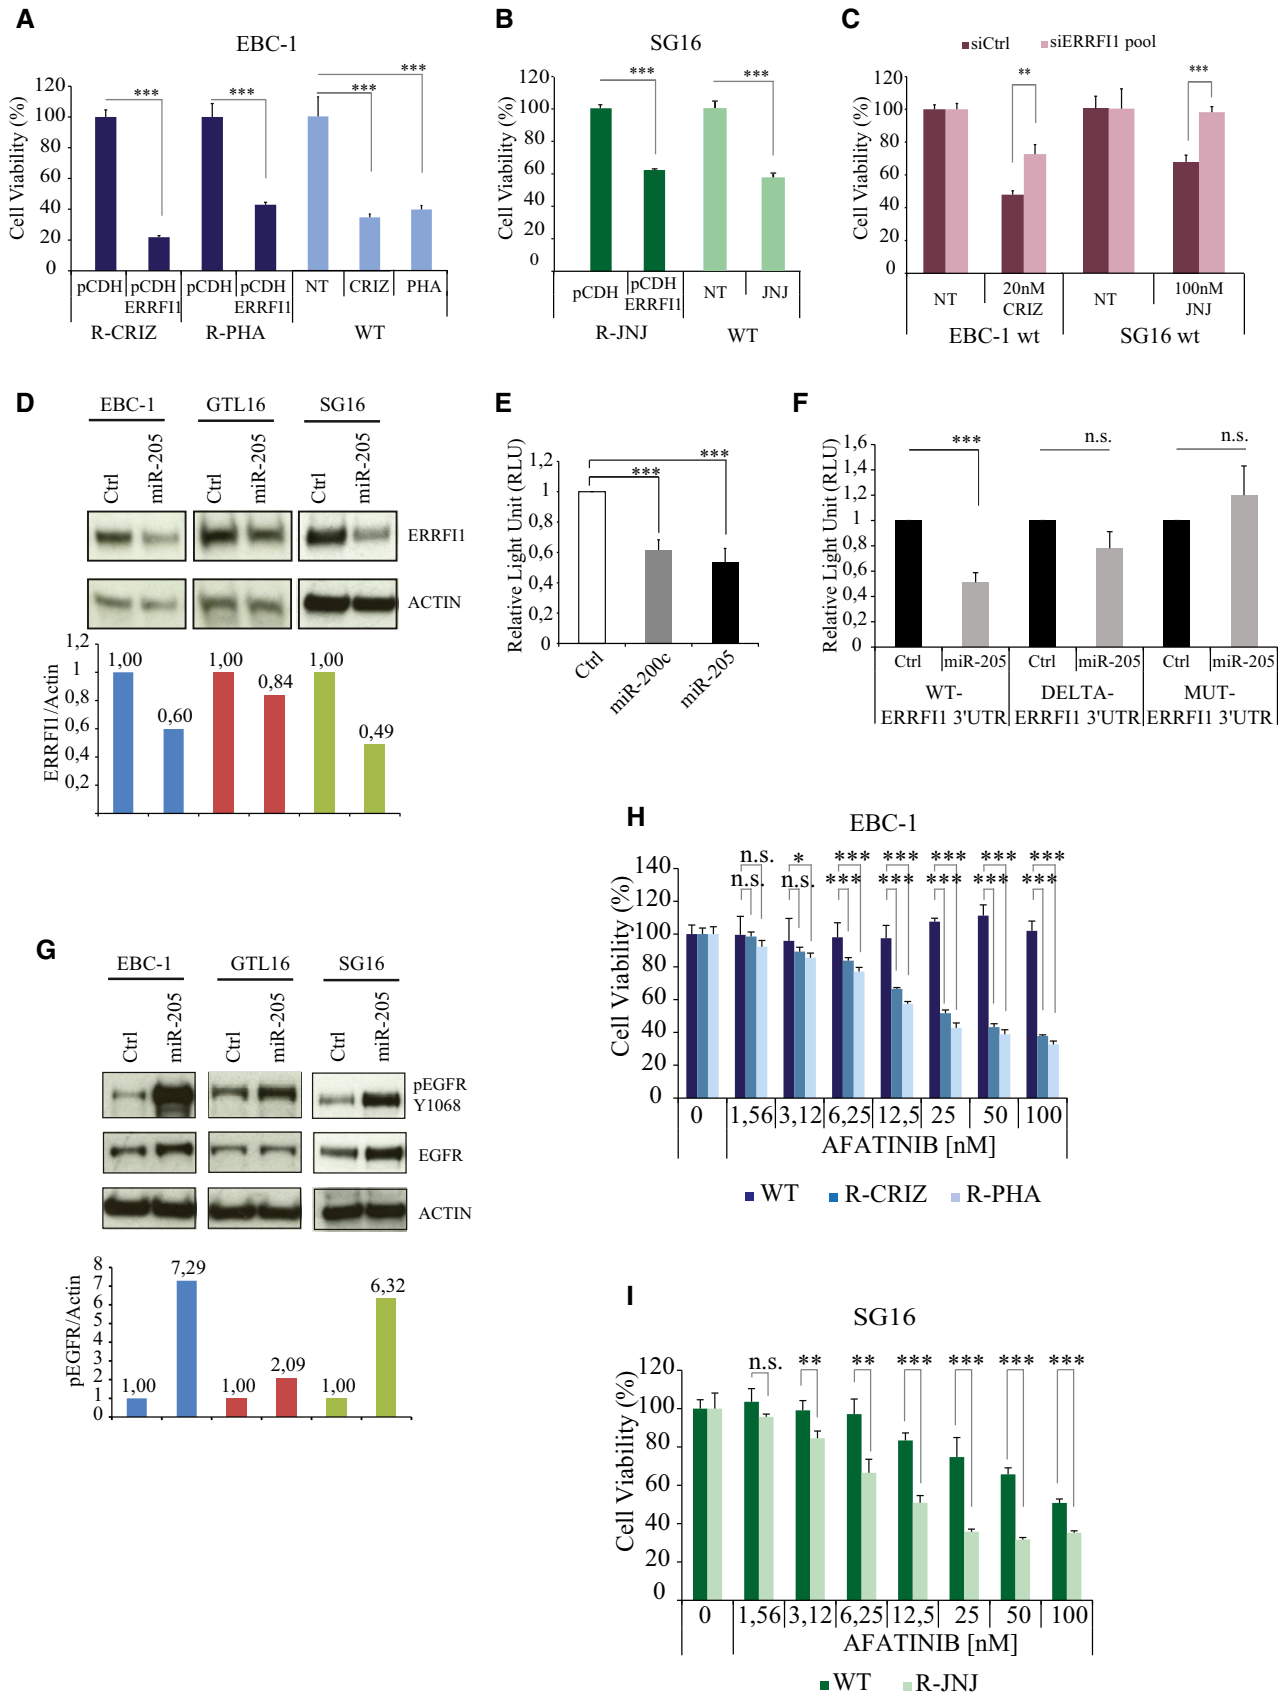 A
EBC-1
Cell Viability (%)
120
100
80
60
40
20
0
***
***
***
***
pCDH
pCDH
ERRFI1
pCDH
pCDH
ERRFI1
NT
CRIZ
PHA
R-CRIZ
R-PHA
WT
B
SG16
Cell Viability (%)
120
100
80
60
40
20
0
***
***
pCDH
pCDH
ERRFI1
NT
JNJ
R-JNJ
WT
C
siCtrl
siERRFI1 pool
Cell Viability (%)
120
100
80
60
40
20
0
**
***
NT
20nM
CRIZ
NT
100nM
JNJ
EBC-1 wt
SG16 wt
D
EBC-1
GTL16
SG16
Ctrl
miR-205
Ctrl
miR-205
Ctrl
miR-205
ERRFI1
ACTIN
ERRFI1/Actin
1,2
1
0,8
0,6
0,4
0,2
1,00
0,60
1,00
0,84
1,00
0,49
E
Relative Light Unit (RLU)
1,2
1
0,8
0,6
0,4
0,2
0
***
***
Ctrl
miR-200c
miR-205
F
Relative Light Unit (RLU)
1,6
1,4
1,2
1
0,8
0,6
0,4
0,2
0
***
n.s.
n.s.
Ctrl
miR-205
Ctrl
miR-205
Ctrl
miR-205
WT-
ERRFI1 3'UTR
DELTA-
ERRFI1 3'UTR
MUT-
ERRFI1 3'UTR
G
EBC-1
GTL16
SG16
Ctrl
miR-205
Ctrl
miR-205
Ctrl
miR-205
pEGFR
Y1068
EGFR
ACTIN
pEGFR/Actin
8
7
6
5
4
3
2
1
0
1,00
7,29
1,00
2,09
1,00
6,32
H
EBC-1
Cell Viability (%)
140
120
100
80
60
40
20
0
n.s.
*
***
***
***
***
***
n.s.
n.s.
***
***
***
***
***
0
1,56
3,12
6,25
12,5
25
50
100
AFATINIB [nM]
WT
R-CRIZ
R-PHA
I
SG16
Cell Viability (%)
120
100
80
60
40
20
0
n.s.
**
**
***
***
***
***
0
1,56
3,12
6,25
12,5
25
50
100
AFATINIB [nM]
WT
R-JNJ